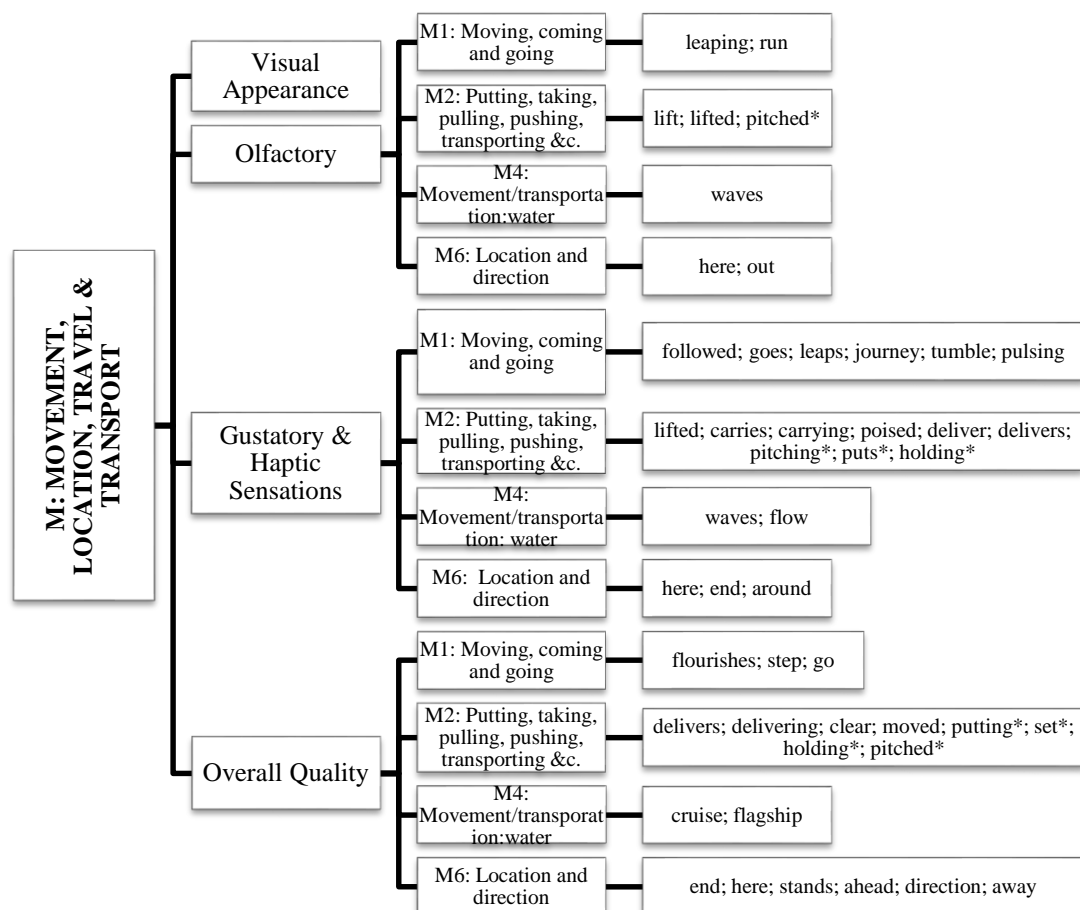 M: MOVEMENT,
LOCATION, TRAVEL &
TRANSPORT
Visual
Appearance
Olfactory
M1: Moving, coming
and going
leaping; run
M2: Putting, taking,
pulling, pushing,
transporting &c.
lift; lifted; pitched*
M4:
Movement/transporta
tion:water
waves
M6: Location and
direction
here; out
Gustatory &
Haptic
Sensations
M1: Moving, coming
and going
followed; goes; leaps; journey; tumble; pulsing
M2: Putting, taking,
pulling, pushing,
transporting &c.
lifted; carries; carrying; poised; deliver; delivers;
pitching*; puts*; holding*
M4:
Movement/transporta
tion: water
waves; flow
M6: Location and
direction
here; end; around
Overall Quality
M1: Moving, coming
and going
flourishes; step; go
M2: Putting, taking,
pulling, pushing,
transporting &c.
delivers; delivering; clear; moved; putting*; set*;
holding*; pitched*
M4:
Movement/transporat
ion:water
cruise; flagship
M6: Location and
direction
end; here; stands; ahead; direction; away